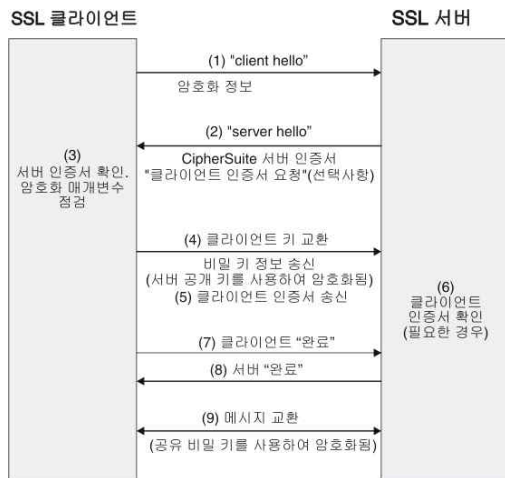 SSL 클라이언트
SSL 서버
(1) "client hello”
암호화 정보
(2) "server hello”
CipherSuite 서버 인증서
"클라이언트 인증서 요청"(선택사항)
(3)
서버 인증서 확인.
암호화 매개변수
점검
(4) 클라이언트 키 교환
비밀 키 정보 송신
(서버 공개 키를 사용하여 암호화됨)
(5) 클라이언트 인증서 송신
(6)
클라이언트
인증서 확인
(필요한 경우)
(7) 클라이언트 “완료”
(8) 서버 “완료”
(9) 메시지 교환
(공유 비밀 키를 사용하여 암호화됨)